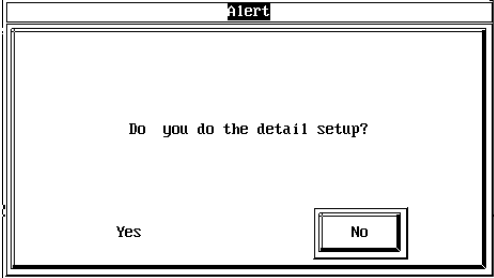 Alert
Do you do the detail setup?
Yes
No